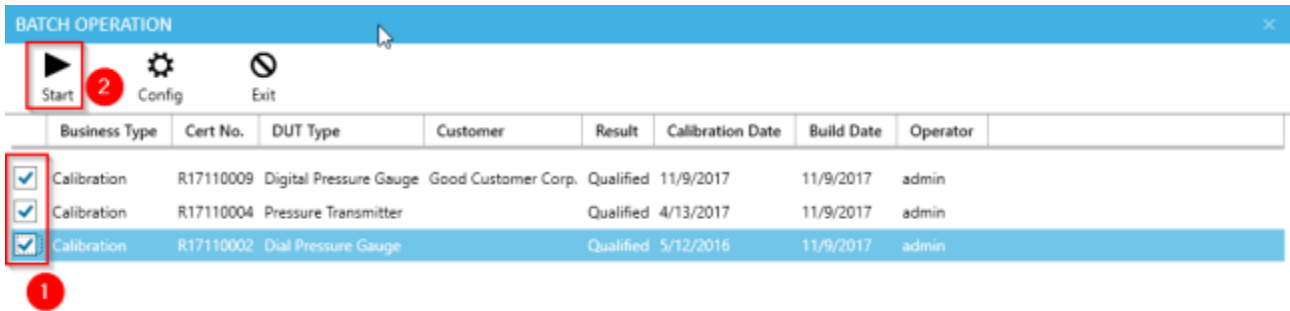 BATCH OPERATION
Start 2 Config Exit
Business Type Cert No. DUT Type Customer Result Calibration Date Build Date Operator
Calibration R17110009 Digital Pressure Gauge Good Customer Corp. Qualified 11/9/2017 11/9/2017 admin
Calibration R17110004 Pressure Transmitter Qualified 4/13/2017 11/9/2017 admin
Calibration R17110002 Dial Pressure Gauge Qualified 5/12/2016 11/9/2017 admin
1